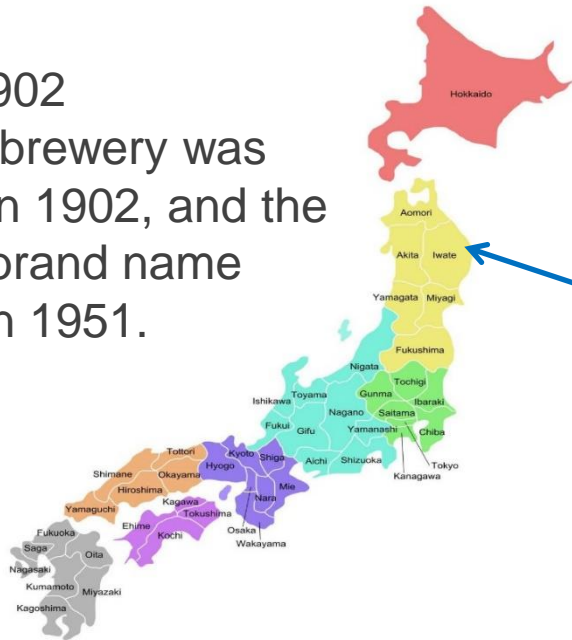 902
brewery was
n 1902, and the
brand name
n 1951.
Hokkaido
Aomori
Akita Iwate
Yamagata Miyagi
Fukushima
Nigata
Tochigi
Gunma
Ibaraki
Toyama
Ishikawa
Nagano
Saitama
Fukui Gifu
Yamanashi
Chiba
Aichi Shizuoka
Tokyo
Kanagawa
Tottori
Kyoto Shiga
Hyogo
Shimane
Okayama
Mie
Hiroshima
Nara
Kagawa
Yamaguchi
Tokushima
Ehime
Kochi
Osaka
Wakayama
Fukuoka
Saga
Oita
Nagasaki
Kumamoto
Miyazaki
Kagoshima